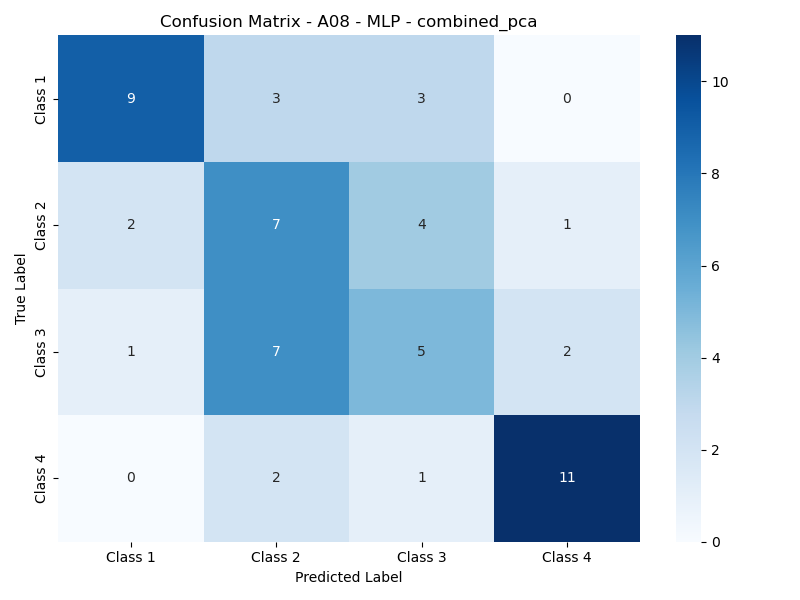 Confusion Matrix - A08 - MLP - combined_pca
True Label
Class 1
9 3 3 0
Class 2
2 7 4 1
Class 3
1 7 5 2
Class 4
0 2 1 11
Class 1 Class 2 Class 3 Class 4
Predicted Label
10
8
6
4
2
0